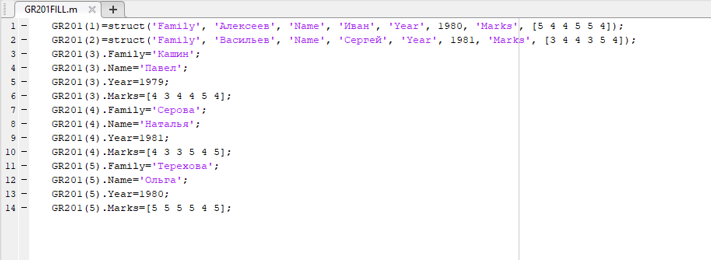 GR201FILL.m
1 - GR201(1)=struct('Family', 'Алексеев', 'Name', 'Иван', 'Year', 1980, 'Marks', [5 4 4 5 5 4]);
2 - GR201(2)=struct('Family', 'Васильев', 'Name', 'Сергей', 'Year', 1981, 'Marks', [3 4 4 3 5 4]);
3 - GR201(3).Family='Кашин';
4 - GR201(3).Name='Павел';
5 - GR201(3).Year=1979;
6 - GR201(3).Marks=[4 3 4 4 5 4];
7 - GR201(4).Family='Серова';
8 - GR201(4).Name='Наталья';
9 - GR201(4).Year=1981;
10 - GR201(4).Marks=[4 3 3 5 4 5];
11 - GR201(5).Family='Терехова';
12 - GR201(5).Name='Ольга';
13 - GR201(5).Year=1980;
14 - GR201(5).Marks=[5 5 5 5 4 5];